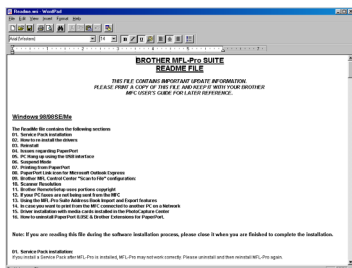 Readme.wri - WordPad
File Edit View Insert Format Help
Arial (Western)
14
BROTHER MFL-Pro SUITE
README FILE
THIS FILE CONTAINS IMPORTANT UPDATE INFORMATION.
PLEASE PRINT A COPY OF THIS FILE AND KEEP IT WITH YOUR BROTHER
MFC USER'S GUIDE FOR LATER REFERENCE.
Windows 98/98SE/Me
The ReadMe file contains the following sections
01. Service Pack installation
02. How to re-install the drivers
03. Reinstall
04. Issues regarding PaperPort
05. PC Hang up using the USB interface
06. Suspend Mode
07. Printing from PaperPort
08. PaperPort Link icon for Microsoft Outlook Express
09. Brother MFL Control Center "Scan to File" configuration:
10. Scanner Resolution
11. Brother RemoteSetup uses portions copyright
12. If your PC Faxes are not being sent from the MFC
13. Using the MFL-Pro Suite Address Book Import and Export features
14. In case you want to print from the MFC connected to another PC on a Network
15. Driver installation with media cards installed in the PhotoCapture Center
16. How to uninstall PaperPort 8.0SE & Brother Extensions for PaperPort.
Note: If you are reading this file during the software installation process, please close it when you are finished to complete the installation.
01. Service Pack installation:
If you install a Service Pack after MFL-Pro is installed, MFL-Pro may not work correctly. Please uninstall and then reinstall MFL-Pro again.